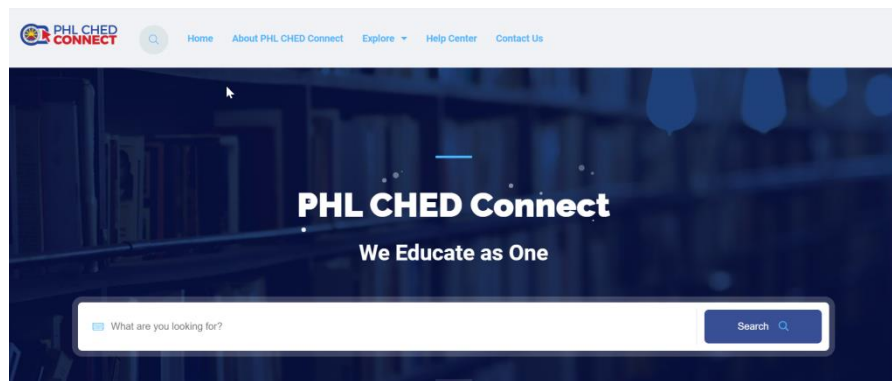 PHL CHED
CONNECT
Home About PHL CHED Connect Explore Help Center Contact Us
PHL CHED Connect
We Educate as One
What are you looking for? Search